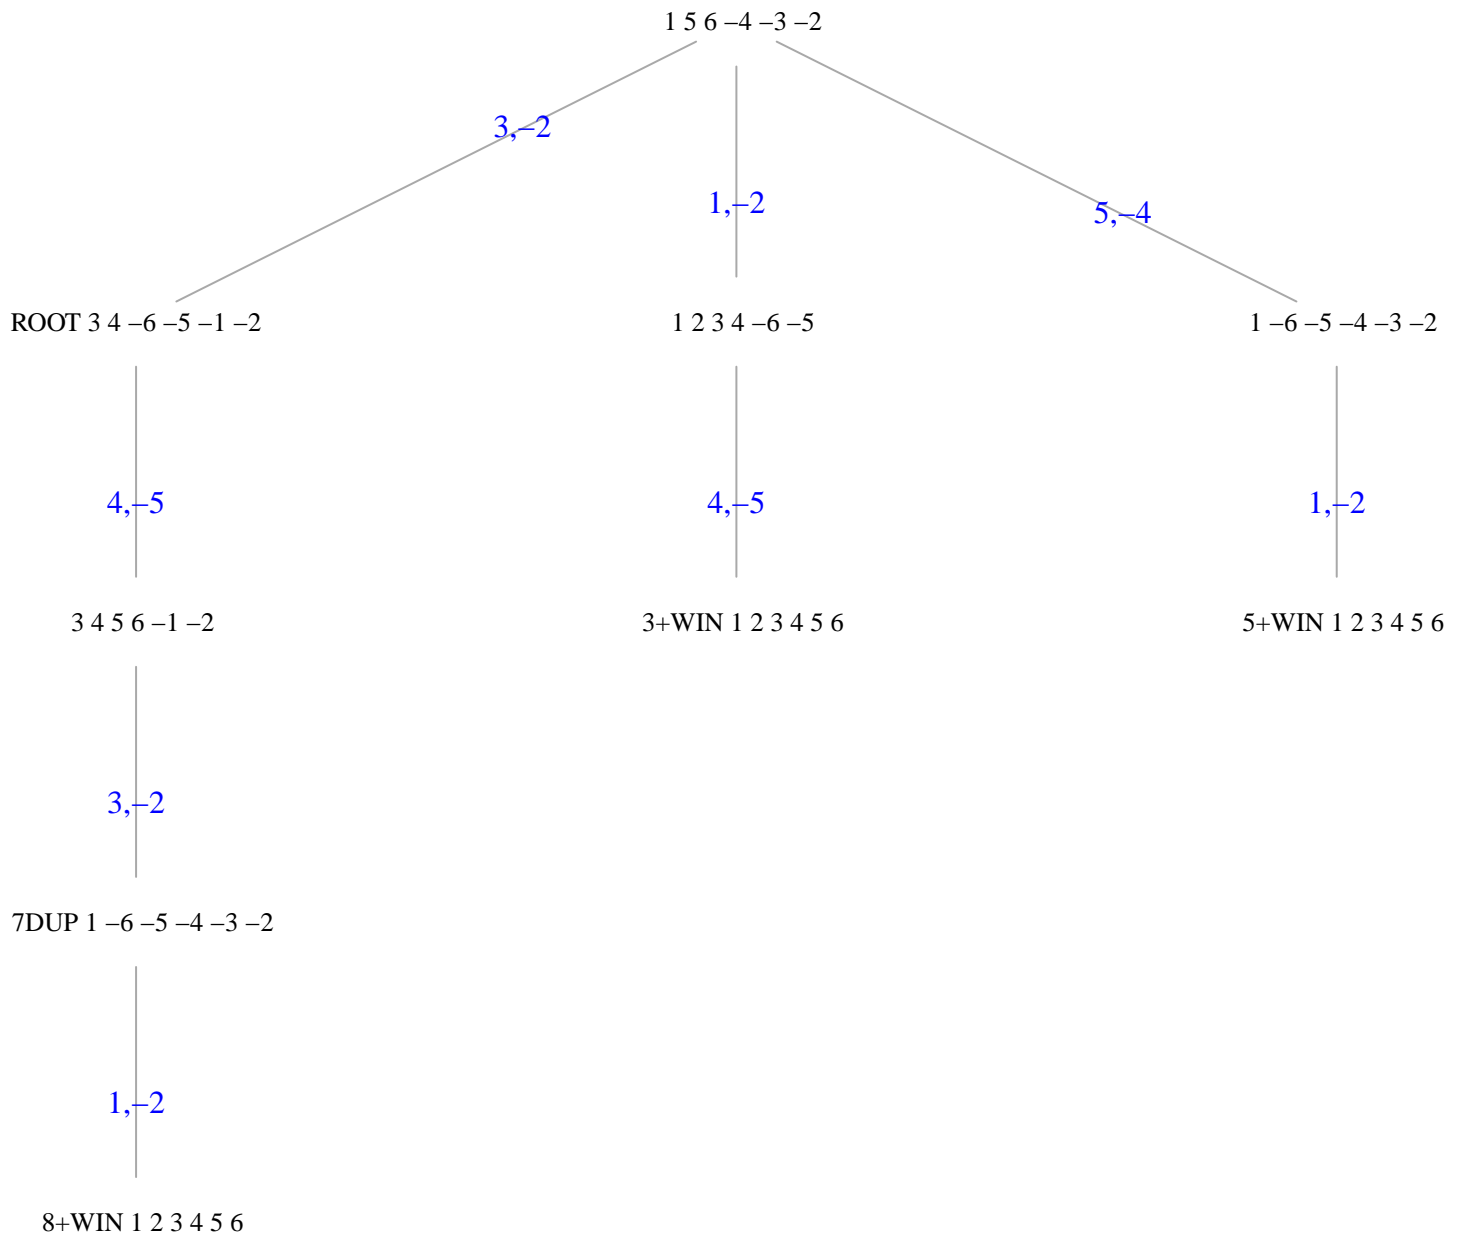 1 5 6 –4 –3 –2
3,–2
1,–2
5,–4
ROOT 3 4 –6 –5 –1 –2
1 2 3 4 –6 –5
1 –6 –5 –4 –3 –2
4,–5
4,–5
1,–2
3 4 5 6 –1 –2
3+WIN 1 2 3 4 5 6
5+WIN 1 2 3 4 5 6
3,–2
7DUP 1 –6 –5 –4 –3 –2
1,–2
8+WIN 1 2 3 4 5 6